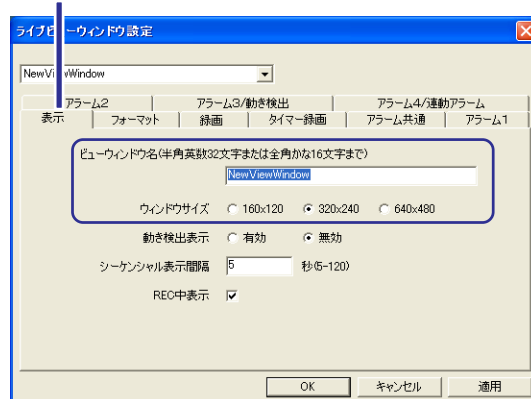 ライブビューウィンドウ設定
NewViewWindow
アラーム2 アラーム3/動き検出 アラーム4/連動アラーム
表示 フォーマット 録画 タイマー録画 アラーム共通 アラーム1
ビューウィンドウ名(半角英数32文字または全角かな16文字まで)
NewViewWindow
ウィンドウサイズ 160x120 320x240 640x480
動き検出表示 有効 無効
シーケンシャル表示間隔 5 秒(5-120)
REC中表示
OK キャンセル 適用